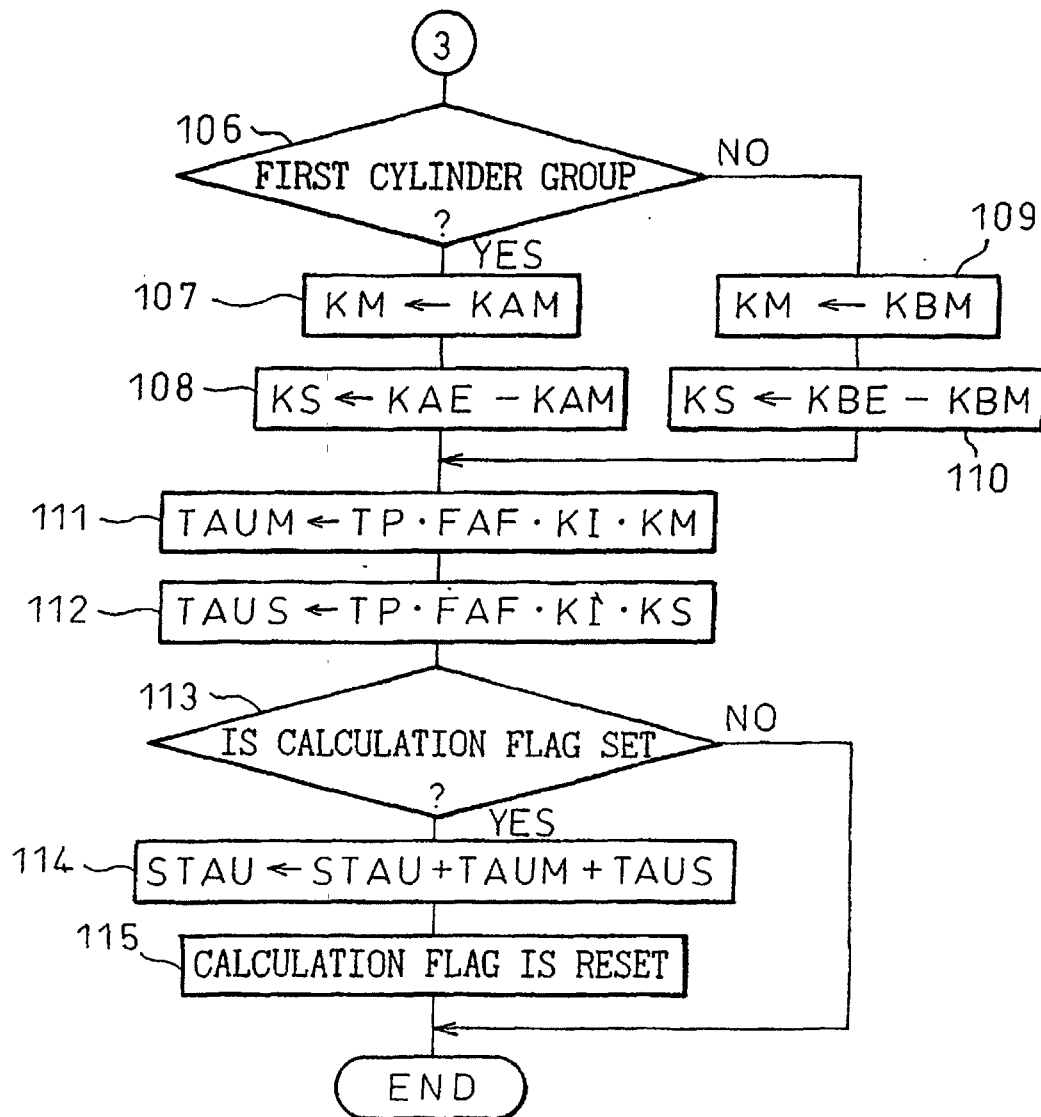 3
106
FIRST CYLINDER GROUP
?
NO
YES
107
KM ← KAM
109
KM ← KBM
108
KS ← KAE - KAM
KS ← KBE - KBM
110
111
TAUM ← TP · FAF · KI · KM
112
TAUS ← TP · FAF · KI · KS
113
IS CALCULATION FLAG SET
?
NO
YES
114
STAU ← STAU + TAUM + TAUS
115
CALCULATION FLAG IS RESET
END